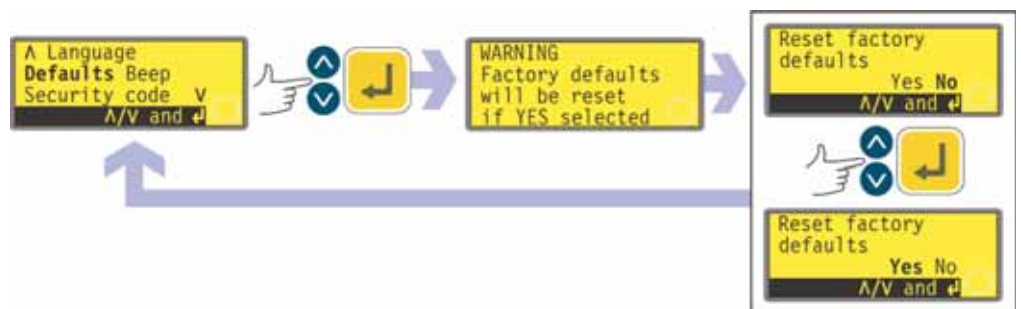 Λ Language
Defaults Beep
Security code V
Λ/V and ↲
WARNING
Factory defaults
will be reset
if YES selected
Reset factory
defaults
Yes No
Λ/V and ↲
Reset factory
defaults
Yes No
Λ/V and ↲